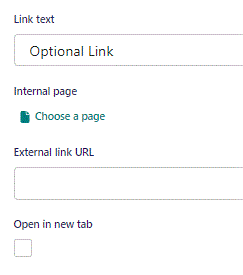 Link text
Optional Link
Internal page
Choose a page
External link URL
Open in new tab